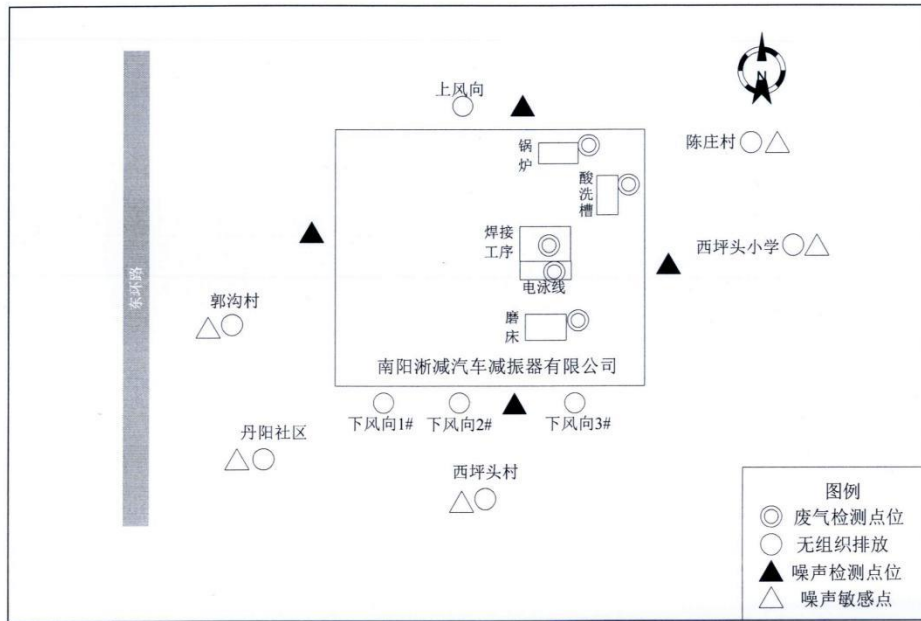 上风向
N
锅
炉
陈庄村
酸
洗
槽
焊接
工序
西坪头小学
电泳线
东环路
郭沟村
磨
床
南阳淅减汽车减振器有限公司
下风向1#
下风向2#
下风向3#
丹阳社区
西坪头村
图例
废气检测点位
无组织排放
噪声检测点位
噪声敏感点